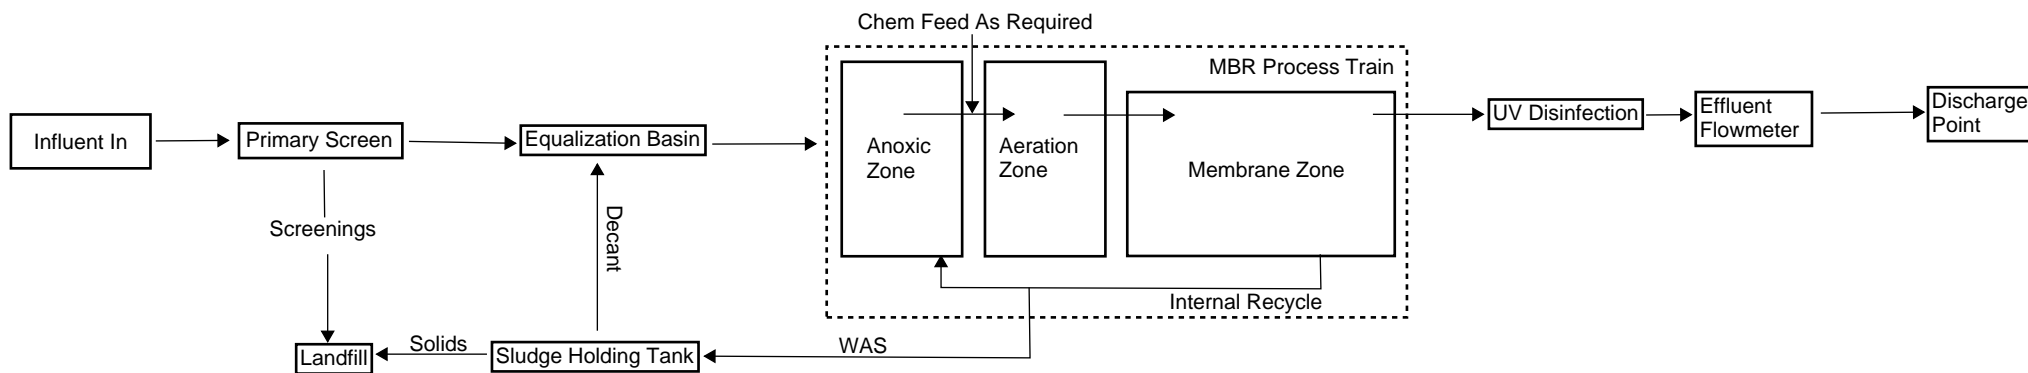 Chem Feed As Required
MBR Process Train
Influent In
Primary Screen
Equalization Basin
Anoxic
Zone
Aeration
Zone
Membrane Zone
UV Disinfection
Effluent
Flowmeter
Discharge
Point
Screenings
Decant
Internal Recycle
Landfill
Solids
Sludge Holding Tank
WAS